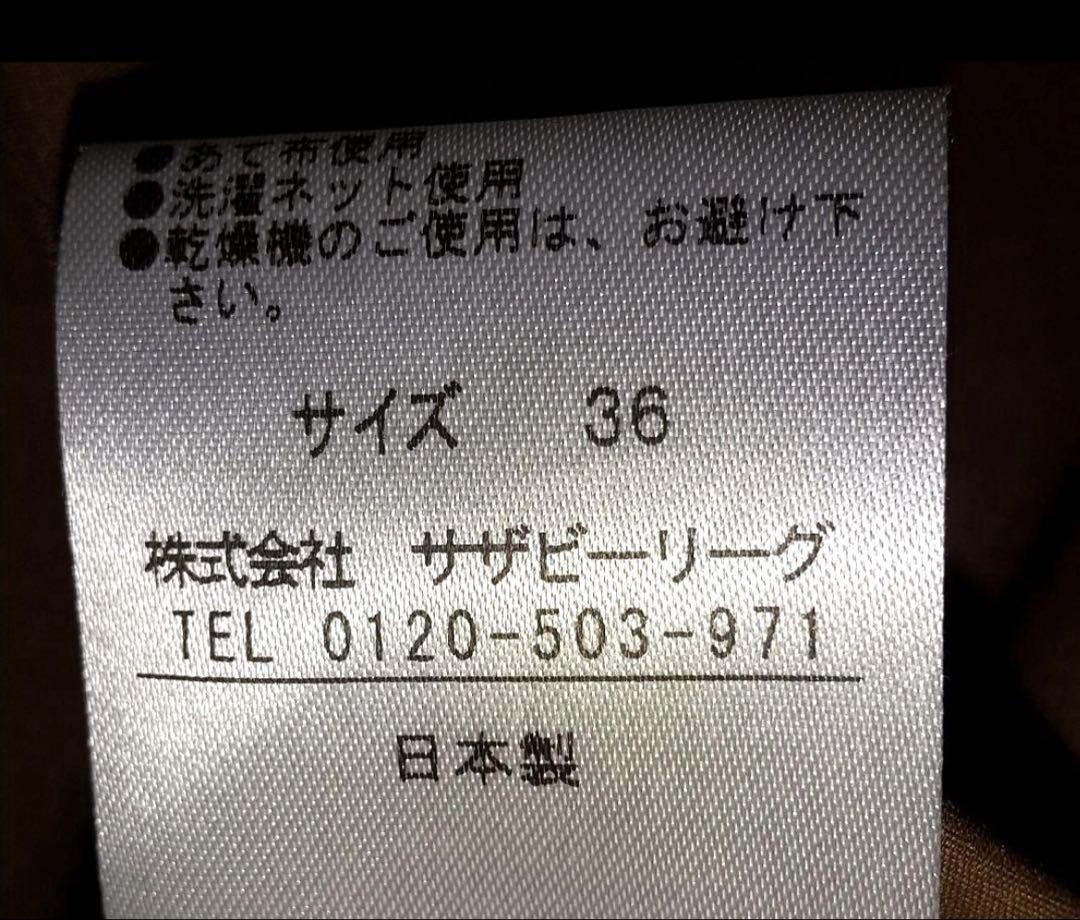 ●あて布使用
●洗濯ネット使用
●乾燥機のご使用は、お避け下
さい。
サイズ 36
株式会社 サザビーリーグ
TEL 0120-503-971
日本製